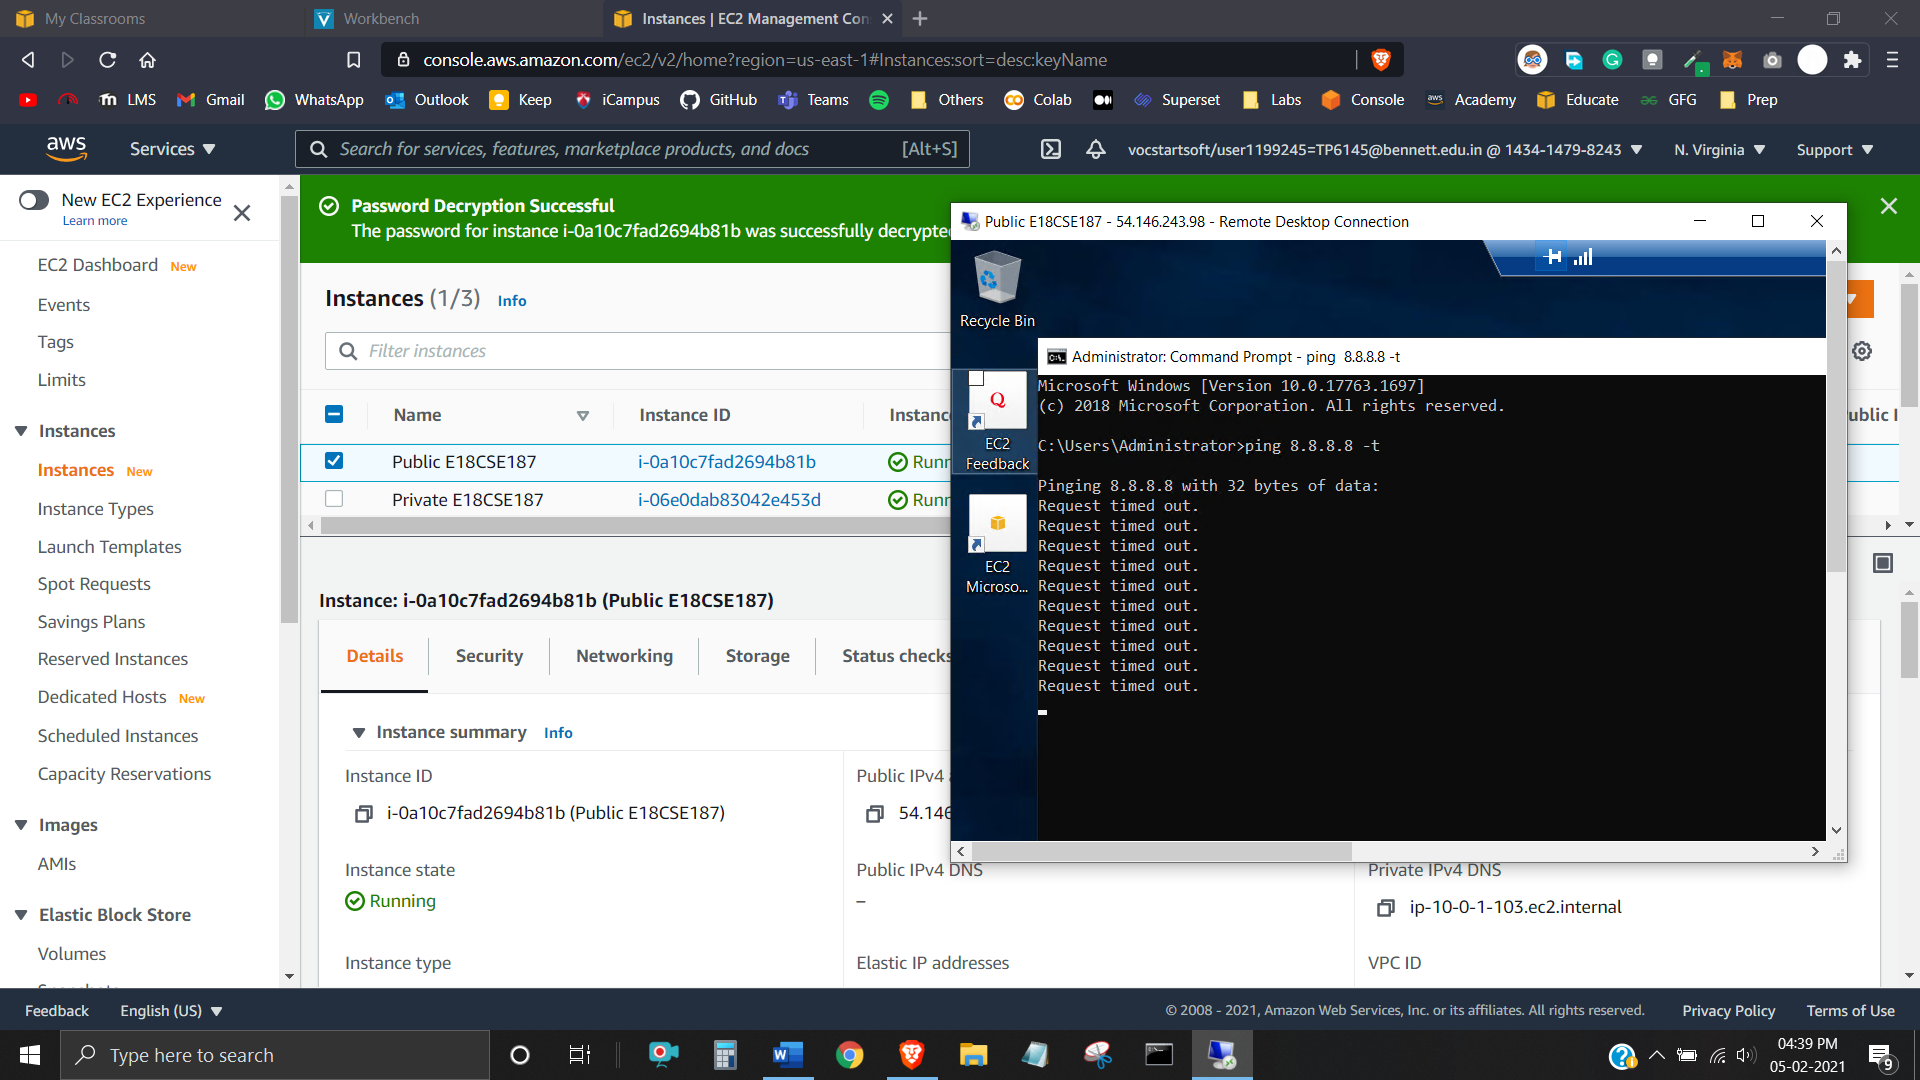 My Classrooms
Workbench
Instances | EC2 Management Con
console.aws.amazon.com/ec2/v2/home?region=us-east-1#Instances:sort=desc:keyName
LMS
Gmail
WhatsApp
Outlook
Keep
iCampus
GitHub
Teams
Others
Colab
Superset
Labs
Console
aws
Academy
Educate
GFG
Prep
aws
Services
Search for services, features, marketplace products, and docs
[Alt+S]
vocstartsoft/user1199245=TP6145@bennett.edu.in @ 1434-1479-8243
N. Virginia
Support
New EC2 Experience
Learn more
EC2 Dashboard New
Events
Tags
Limits
Instances
Instances New
Instance Types
Launch Templates
Spot Requests
Savings Plans
Reserved Instances
Dedicated Hosts New
Scheduled Instances
Capacity Reservations
Images
AMIs
Elastic Block Store
Volumes
Password Decryption Successful
The password for instance i-0a10c7fad2694b81b was successfully decrypte
Instances (1/3) Info
Filter instances
Name
Instance ID
Instanc
ublic I
Public E18CSE187
i-0a10c7fad2694b81b
Runn
Private E18CSE187
i-06e0dab83042e453d
Runn
Instance: i-0a10c7fad2694b81b (Public E18CSE187)
Details
Security
Networking
Storage
Status checks
Instance summary Info
Instance ID
i-0a10c7fad2694b81b (Public E18CSE187)
Public IPv4
54.146
Instance state
Running
Public IPv4 DNS
–
Private IPv4 DNS
ip-10-0-1-103.ec2.internal
Instance type
Elastic IP addresses
VPC ID
Public E18CSE187 - 54.146.243.98 - Remote Desktop Connection
Recycle Bin
EC2
Feedback
EC2
Microso...
Administrator: Command Prompt - ping 8.8.8.8 -t
Microsoft Windows [Version 10.0.17763.1697]
(c) 2018 Microsoft Corporation. All rights reserved.
C:\Users\Administrator>ping 8.8.8.8 -t
Pinging 8.8.8.8 with 32 bytes of data:
Request timed out.
Request timed out.
Request timed out.
Request timed out.
Request timed out.
Request timed out.
Request timed out.
Request timed out.
Request timed out.
Request timed out.
Feedback
English (US)
© 2008 - 2021, Amazon Web Services, Inc. or its affiliates. All rights reserved.
Privacy Policy
Terms of Use
Type here to search
04:39 PM
05-02-2021
9